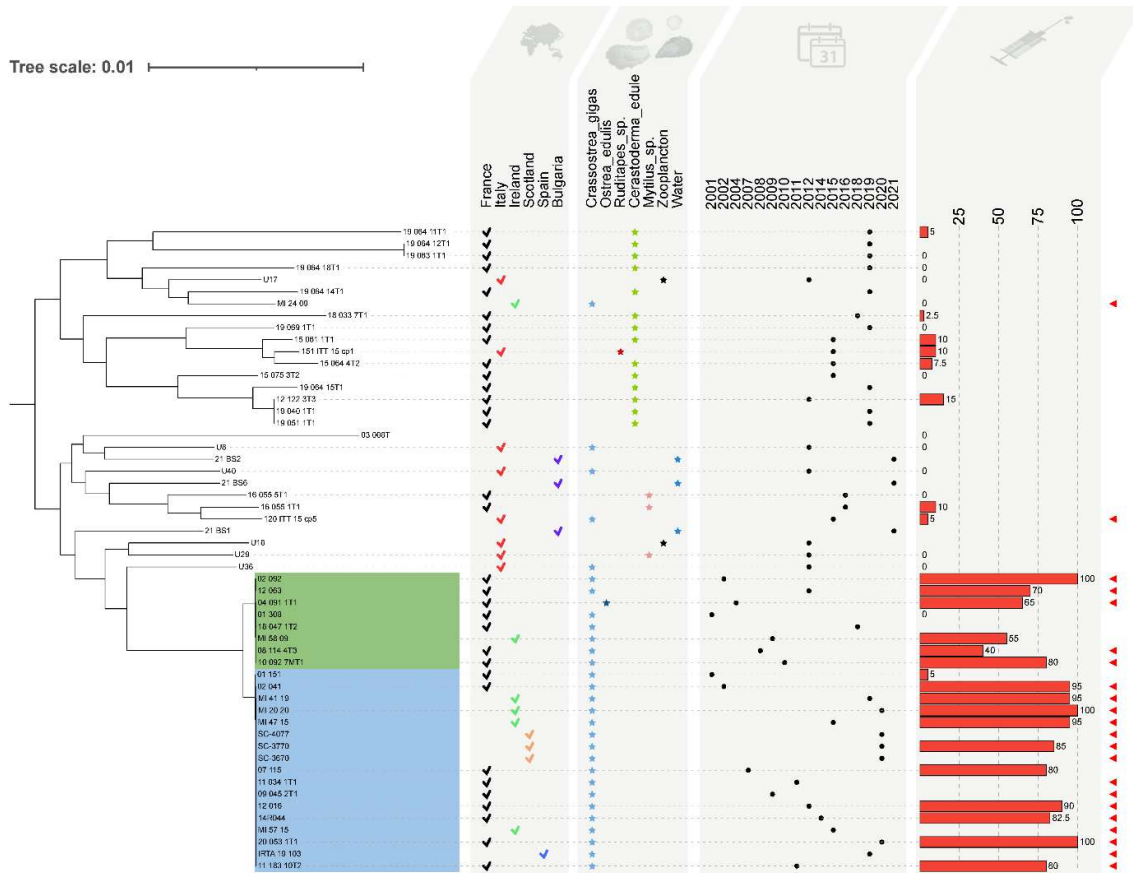 Tree scale: 0.01
31
France
Italy
Ireland
Scotland
Spain
Bulgaria
Crassostrea_gigas
Ostrea_edulis
Ruditapes_sp.
Cerastoderma_edule
Mytilus_sp.
Zooplancton
Water
2001
2002
2004
2007
2008
2009
2010
2011
2012
2014
2015
2016
2018
2019
2020
2021
25
50
75
100
19 064 11T1 5
19 064 12T1 0
19 083 1T1 0
19 064 18T1 0
U17 0
19 064 14T1
MI 24 00 0
18 033 7T1 2.5
19 069 1T1 0
15 081 1T1 10
151 ITT 15 cp1 10
15 064 4T2 7.5
15 075 3T2 0
19 064 15T1
12 122 3T3 15
19 040 1T1
19 051 1T1
03 008T 0
U8 0
21 BS2
U40 0
21 BS6
16 055 5T1 0
16 055 1T1 10
120 ITT 15 cp5 5
21 BS1
U18
U29 0
U36 0
02 092 100
12 063 70
04 091 1T1 65
01 308 0
18 047 1T2
MI 58 09 55
08 114 4T3 40
10 092 7MT1 80
01 151 5
02 041 95
MI 41 19 95
MI 20 20 100
MI 47 15 95
SC-4077
SC-3770 85
SC-3670
07 115 80
11 034 1T1
09 045 2T1
12 016 90
14R044 82.5
MI 57 15
20 053 1T1 100
IRTA 19 103
11 183 10T2 80